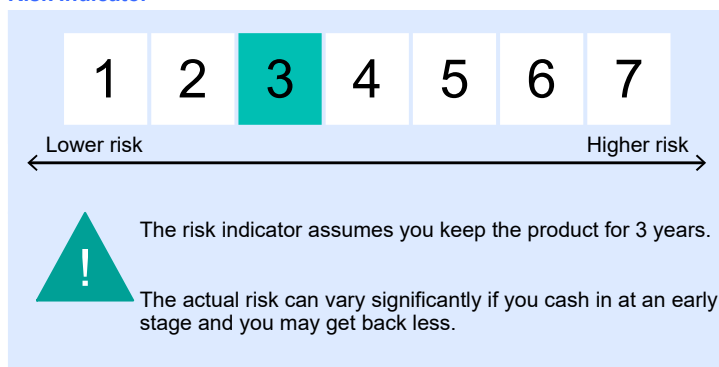 Risk Indicator
1 2 3 4 5 6 7
Lower risk Higher risk
! The risk indicator assumes you keep the product for 3 years.
The actual risk can vary significantly if you cash in at an early
stage and you may get back less.